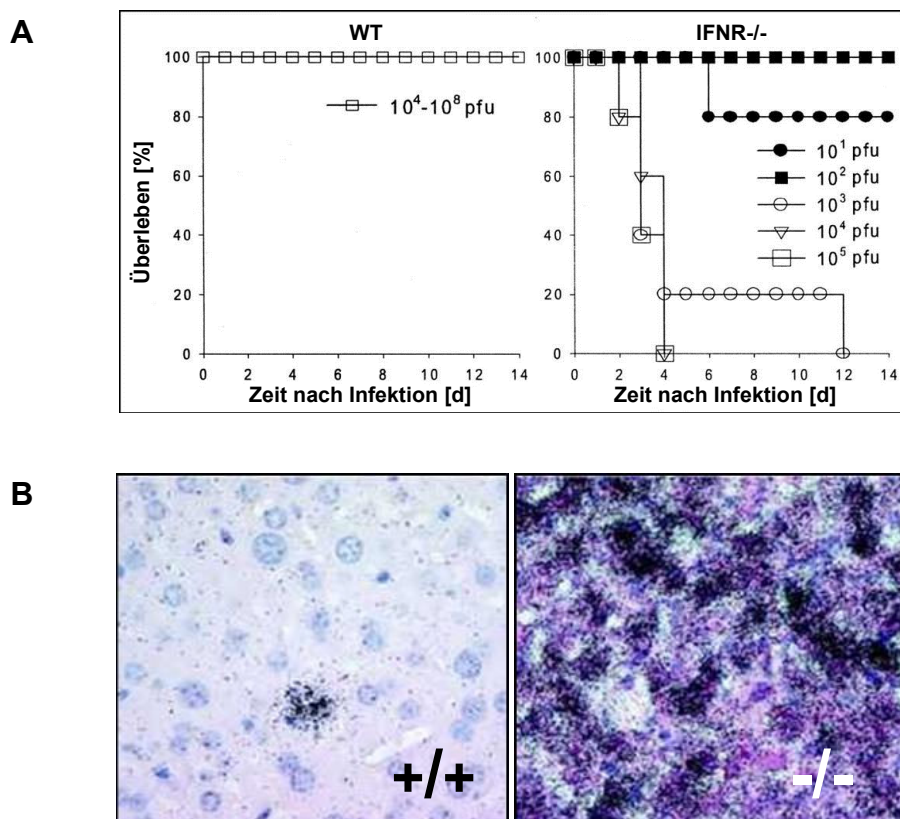 A
WT
IFNR-/-
Überleben [%]
100
80
60
40
20
0
10⁴-10⁸ pfu
0 2 4 6 8 10 12 14
Zeit nach Infektion [d]
100
80
60
40
20
0
10¹ pfu
10² pfu
10³ pfu
10⁴ pfu
10⁵ pfu
0 2 4 6 8 10 12 14
Zeit nach Infektion [d]
B
+/+
-/-